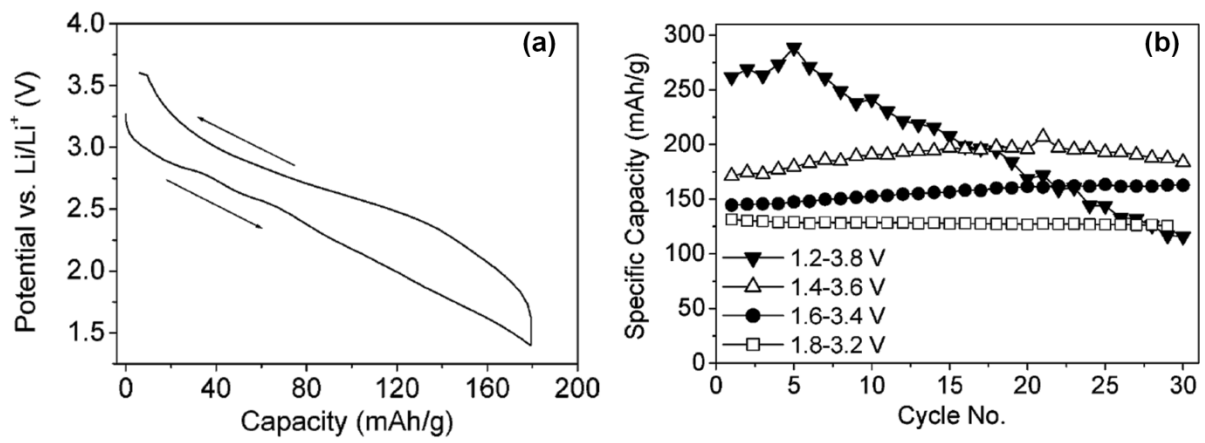 (a)
Potential vs. Li/Li⁺ (V)
4.0
3.5
3.0
2.5
2.0
1.5
0
40
80
120
160
200
Capacity (mAh/g)
(b)
Specific Capacity (mAh/g)
300
250
200
150
100
50
0
1.2-3.8 V
1.4-3.6 V
1.6-3.4 V
1.8-3.2 V
0
5
10
15
20
25
30
Cycle No.